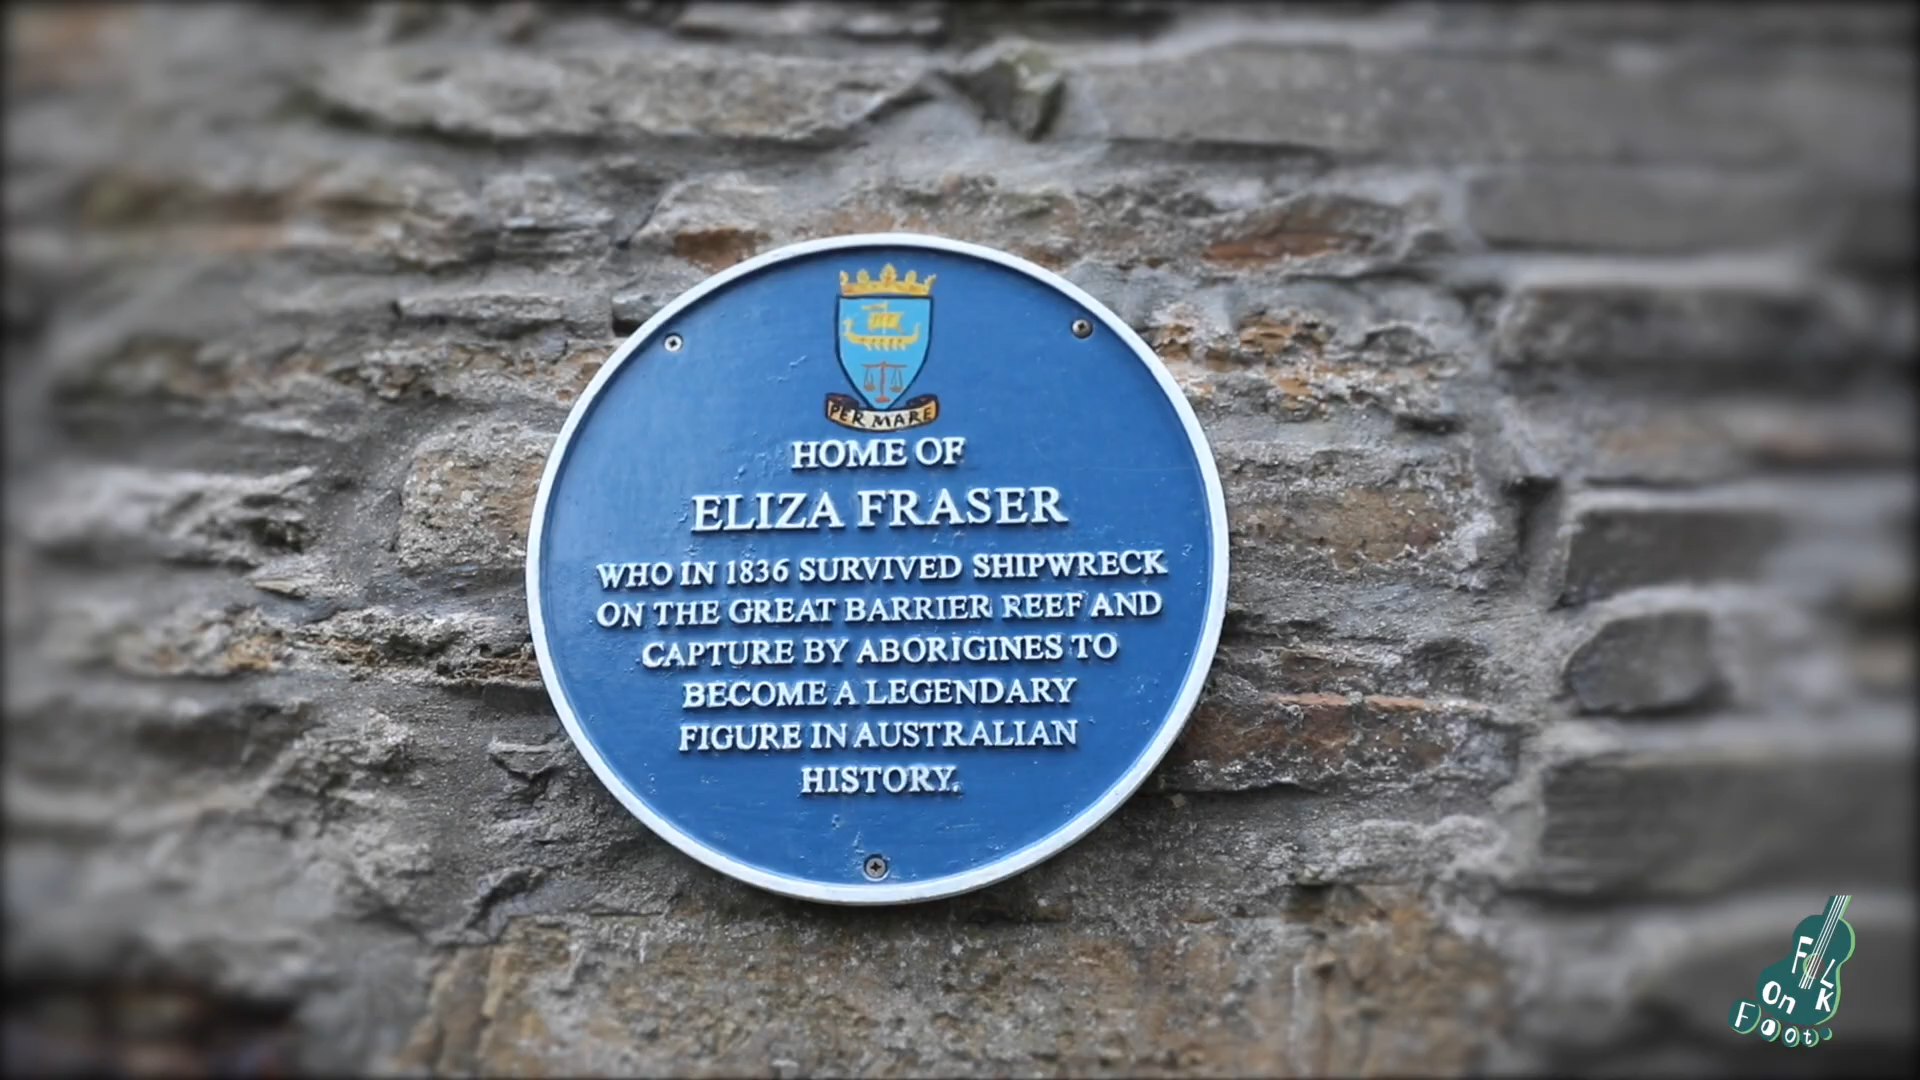 PER MARE
HOME OF
ELIZA FRASER
WHO IN 1836 SURVIVED SHIPWRECK
ON THE GREAT BARRIER REEF AND
CAPTURE BY ABORIGINES TO
BECOME A LEGENDARY
FIGURE IN AUSTRALIAN
HISTORY.
FOLK
On
Foot